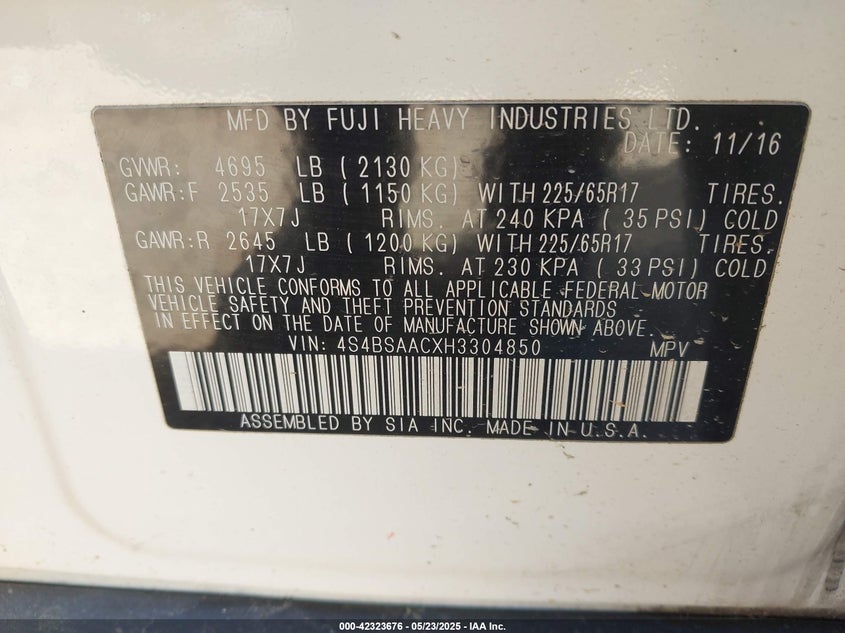 MFD BY FUJI HEAVY INDUSTRIES LTD.
DATE: 11/16
GVWR: 4695 LB ( 2130 KG)
GAWR:F 2535 LB ( 1150 KG) WITH 225/65R17 TIRES.
17X7J RIMS. AT 240 KPA ( 35 PSI) COLD
GAWR:R 2645 LB ( 1200 KG) WITH 225/65R17 TIRES.
17X7J RIMS. AT 230 KPA ( 33 PSI) COLD
THIS VEHICLE CONFORMS TO ALL APPLICABLE FEDERAL MOTOR
VEHICLE SAFETY AND THEFT PREVENTION STANDARDS
IN EFFECT ON THE DATE OF MANUFACTURE SHOWN ABOVE.
VIN: 4S4BSAACXH3304850 MPV
ASSEMBLED BY SIA INC. MADE IN U.S.A.
000-42323676 - 05/23/2025 - IAA Inc.